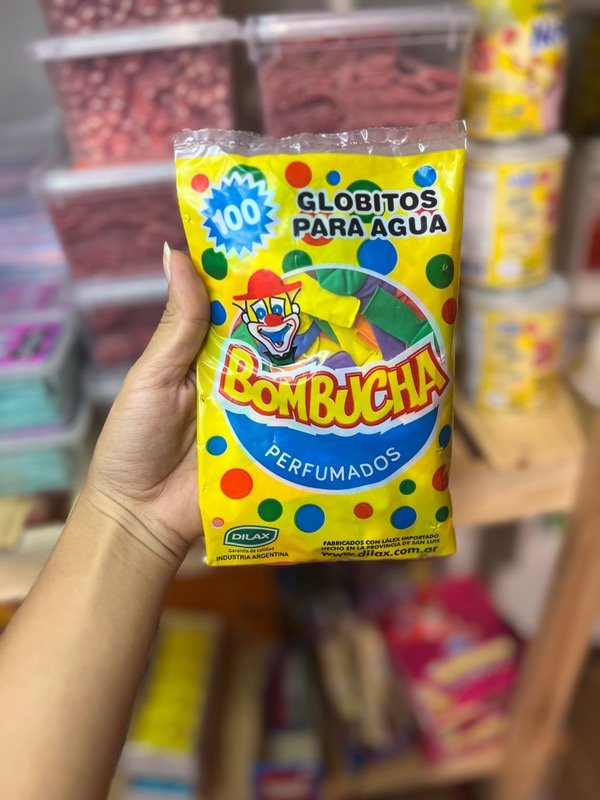 100
GLOBITOS
PARA AGUA
BOMBUCHA
PERFUMADOS
DILAX
Garantía de calidad
INDUSTRIA ARGENTINA
FABRICADOS CON LÁTEX IMPORTADO
HECHO EN LA PROVINCIA DE SAN LUIS
www.dilax.com.ar